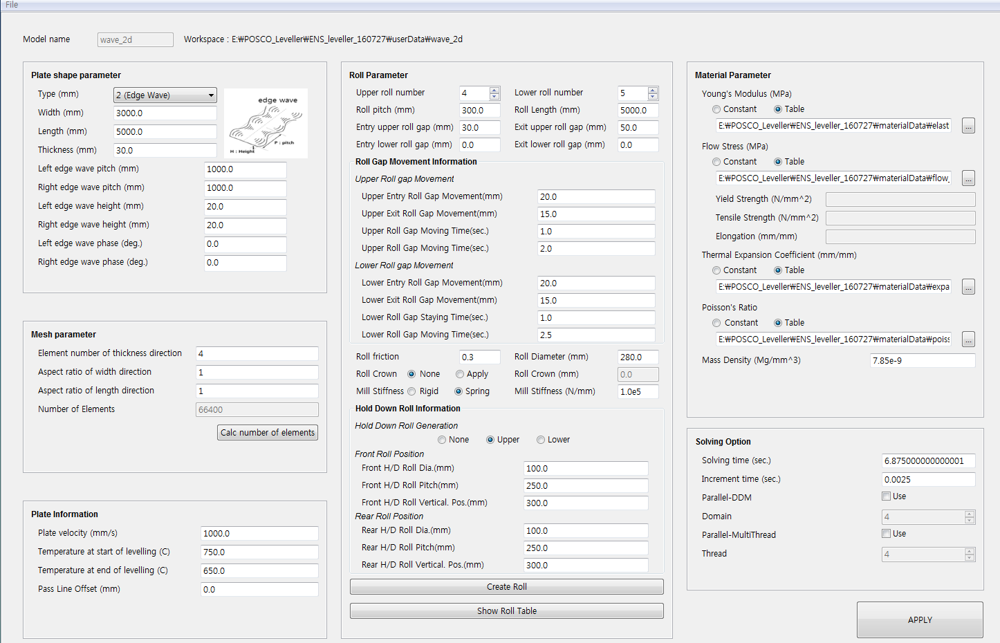 File
Model name wave_2d Workspace : E:₩POSCO_Leveller₩ENS_leveller_160727₩userData₩wave_2d
Plate shape parameter
Type (mm) 2 (Edge Wave)
Width (mm) 3000.0
Length (mm) 5000.0
Thickness (mm) 30.0
edge wave
P : pitch
H : Height
Left edge wave pitch (mm) 1000.0
Right edge wave pitch (mm) 1000.0
Left edge wave height (mm) 20.0
Right edge wave height (mm) 20.0
Left edge wave phase (deg.) 0.0
Right edge wave phase (deg.) 0.0
Mesh parameter
Element number of thickness direction 4
Aspect ratio of width direction 1
Aspect ratio of length direction 1
Number of Elements 66400
Calc number of elements
Plate Information
Plate velocity (mm/s) 1000.0
Temperature at start of levelling (C) 750.0
Temperature at end of levelling (C) 650.0
Pass Line Offset (mm) 0.0
Roll Parameter
Upper roll number 4 Lower roll number 5
Roll pitch (mm) 300.0 Roll Length (mm) 5000.0
Entry upper roll gap (mm) 30.0 Exit upper roll gap (mm) 50.0
Entry lower roll gap (mm) 0.0 Exit lower roll gap (mm) 0.0
Roll Gap Movement Information
Upper Roll gap Movement
Upper Entry Roll Gap Movement(mm) 20.0
Upper Exit Roll Gap Movement(mm) 15.0
Upper Roll Gap Moving Time(sec.) 1.0
Upper Roll Gap Moving Time(sec.) 2.0
Lower Roll gap Movement
Lower Entry Roll Gap Movement(mm) 20.0
Lower Exit Roll Gap Movement(mm) 15.0
Lower Roll Gap Staying Time(sec.) 1.0
Lower Roll Gap Moving Time(sec.) 2.5
Roll friction 0.3 Roll Diameter (mm) 280.0
Roll Crown None Apply Roll Crown (mm) 0.0
Mill Stiffness Rigid Spring Mill Stiffness (N/mm) 1.0e5
Hold Down Roll Information
Hold Down Roll Generation
None Upper Lower
Front Roll Position
Front H/D Roll Dia.(mm) 100.0
Front H/D Roll Pitch(mm) 250.0
Front H/D Roll Vertical. Pos.(mm) 300.0
Rear Roll Position
Rear H/D Roll Dia.(mm) 100.0
Rear H/D Roll Pitch(mm) 250.0
Rear H/D Roll Vertical. Pos.(mm) 300.0
Create Roll
Show Roll Table
Material Parameter
Young's Modulus (MPa)
Constant Table
E:₩POSCO_Leveller₩ENS_leveller_160727₩materialData₩elast ...
Flow Stress (MPa)
Constant Table
E:₩POSCO_Leveller₩ENS_leveller_160727₩materialData₩flow_ ...
Yield Strength (N/mm^2)
Tensile Strength (N/mm^2)
Elongation (mm/mm)
Thermal Expansion Coefficient (mm/mm)
Constant Table
E:₩POSCO_Leveller₩ENS_leveller_160727₩materialData₩expa ...
Poisson's Ratio
Constant Table
E:₩POSCO_Leveller₩ENS_leveller_160727₩materialData₩poiss ...
Mass Density (Mg/mm^3) 7.85e-9
Solving Option
Solving time (sec.) 6.875000000000001
Increment time (sec.) 0.0025
Parallel-DDM Use
Domain 4
Parallel-MultiThread Use
Thread 4
APPLY